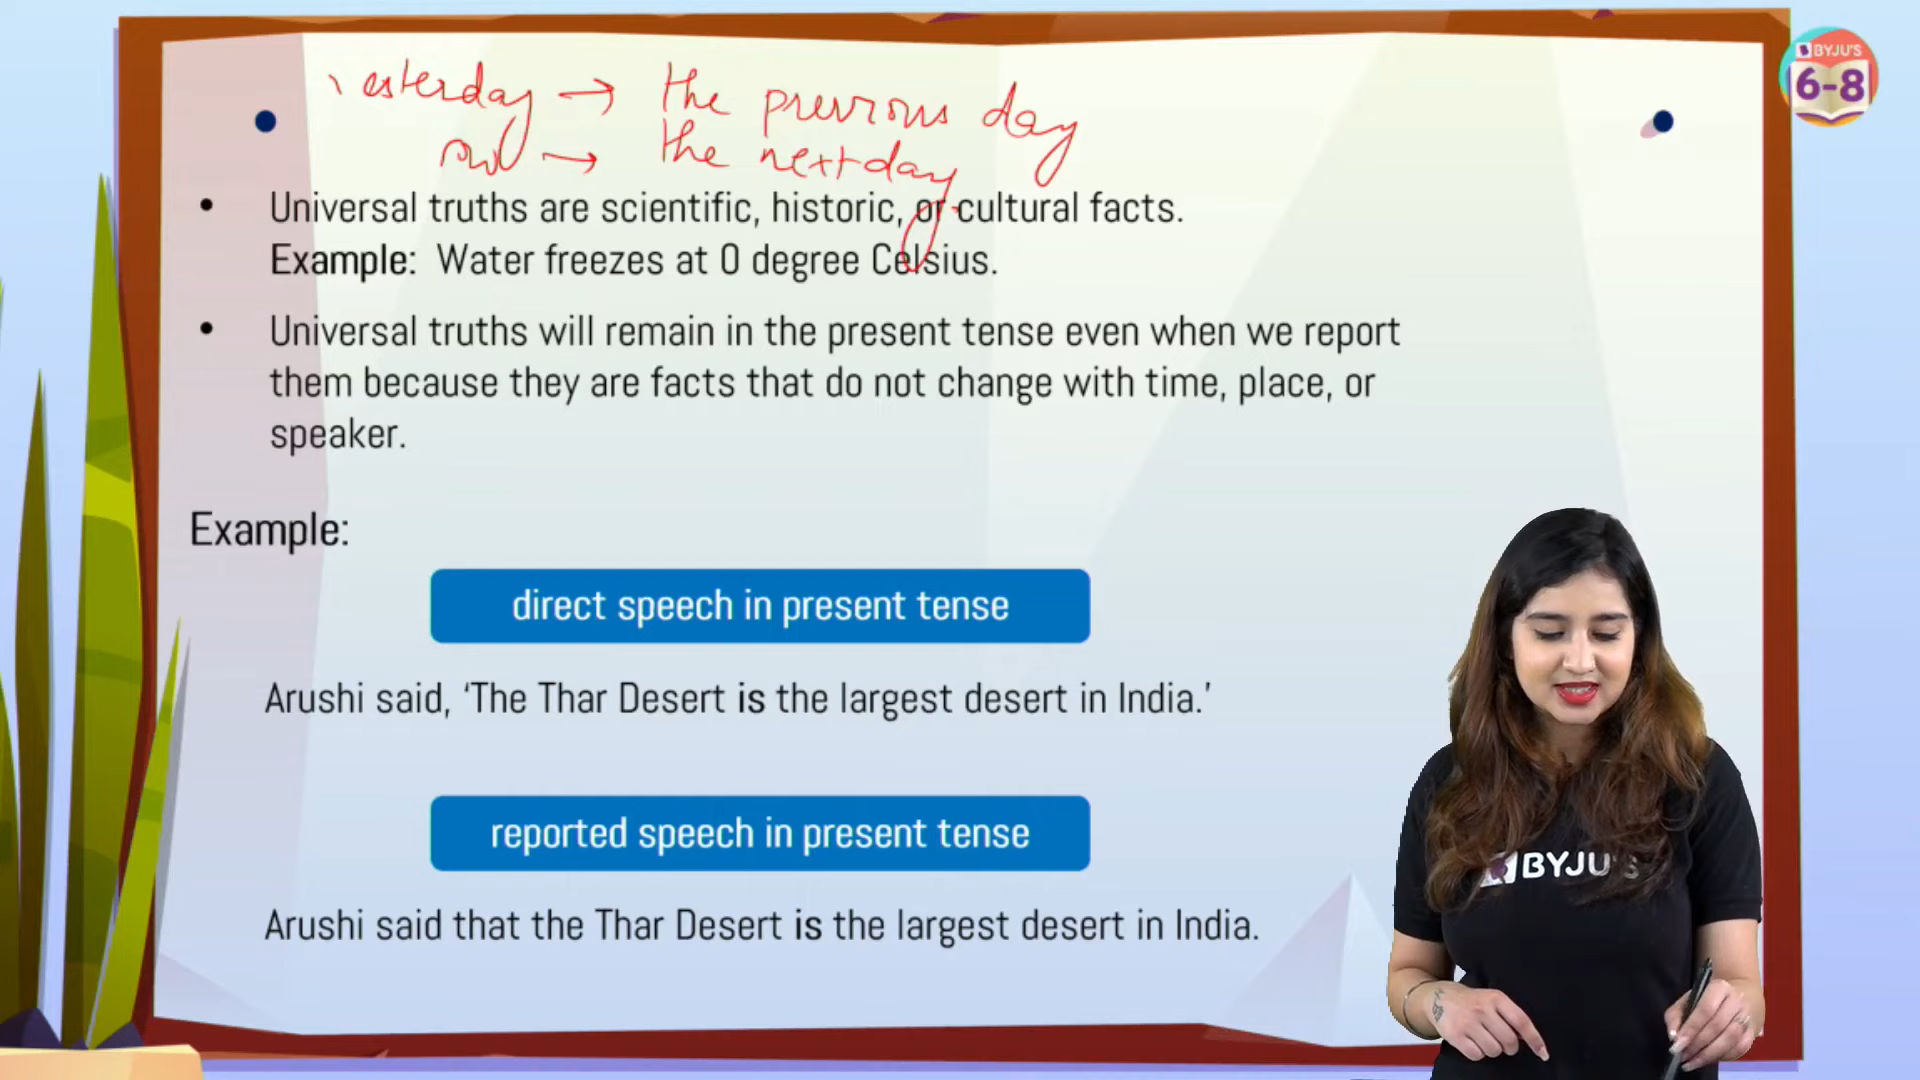 BYJU'S
6-8
Yesterday → the previous day
→ the next day
• Universal truths are scientific, historic, or cultural facts.
Example: Water freezes at 0 degree Celsius.
• Universal truths will remain in the present tense even when we report
them because they are facts that do not change with time, place, or
speaker.
Example:
direct speech in present tense
Arushi said, ‘The Thar Desert is the largest desert in India.’
reported speech in present tense
Arushi said that the Thar Desert is the largest desert in India.
BYJU'S